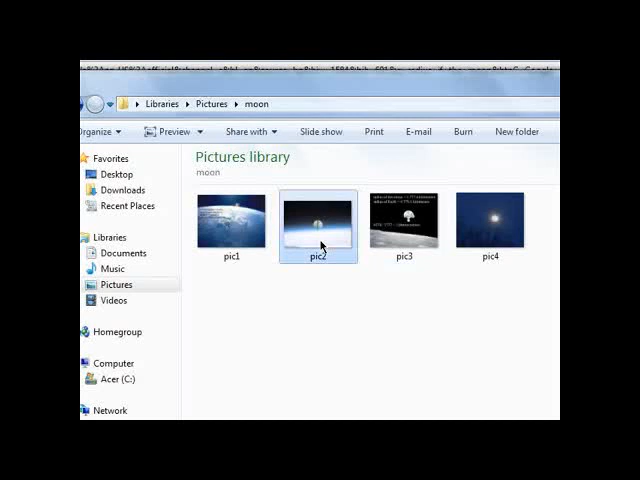 Libraries Pictures moon
Organize Preview Share with Slide show Print E-mail Burn New folder
Favorites
Desktop
Downloads
Recent Places
Libraries
Documents
Music
Pictures
Videos
Homegroup
Computer
Acer (C:)
Network
Pictures library
moon
pic1 pic2 pic3 pic4